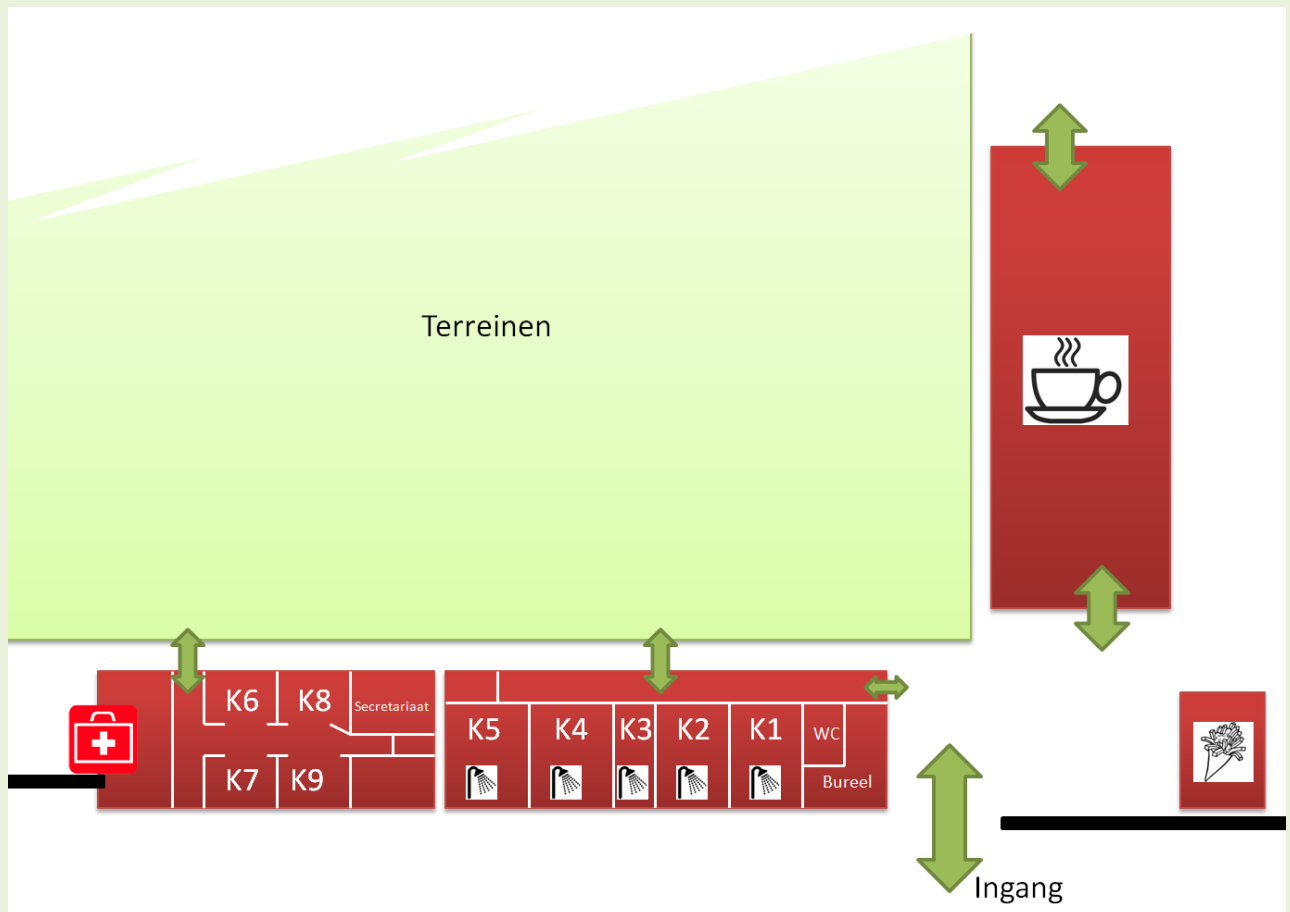 Terreinen
K6
K8
Secretariaat
K7
K9
K5
K4
K3
K2
K1
WC
Bureel
Ingang